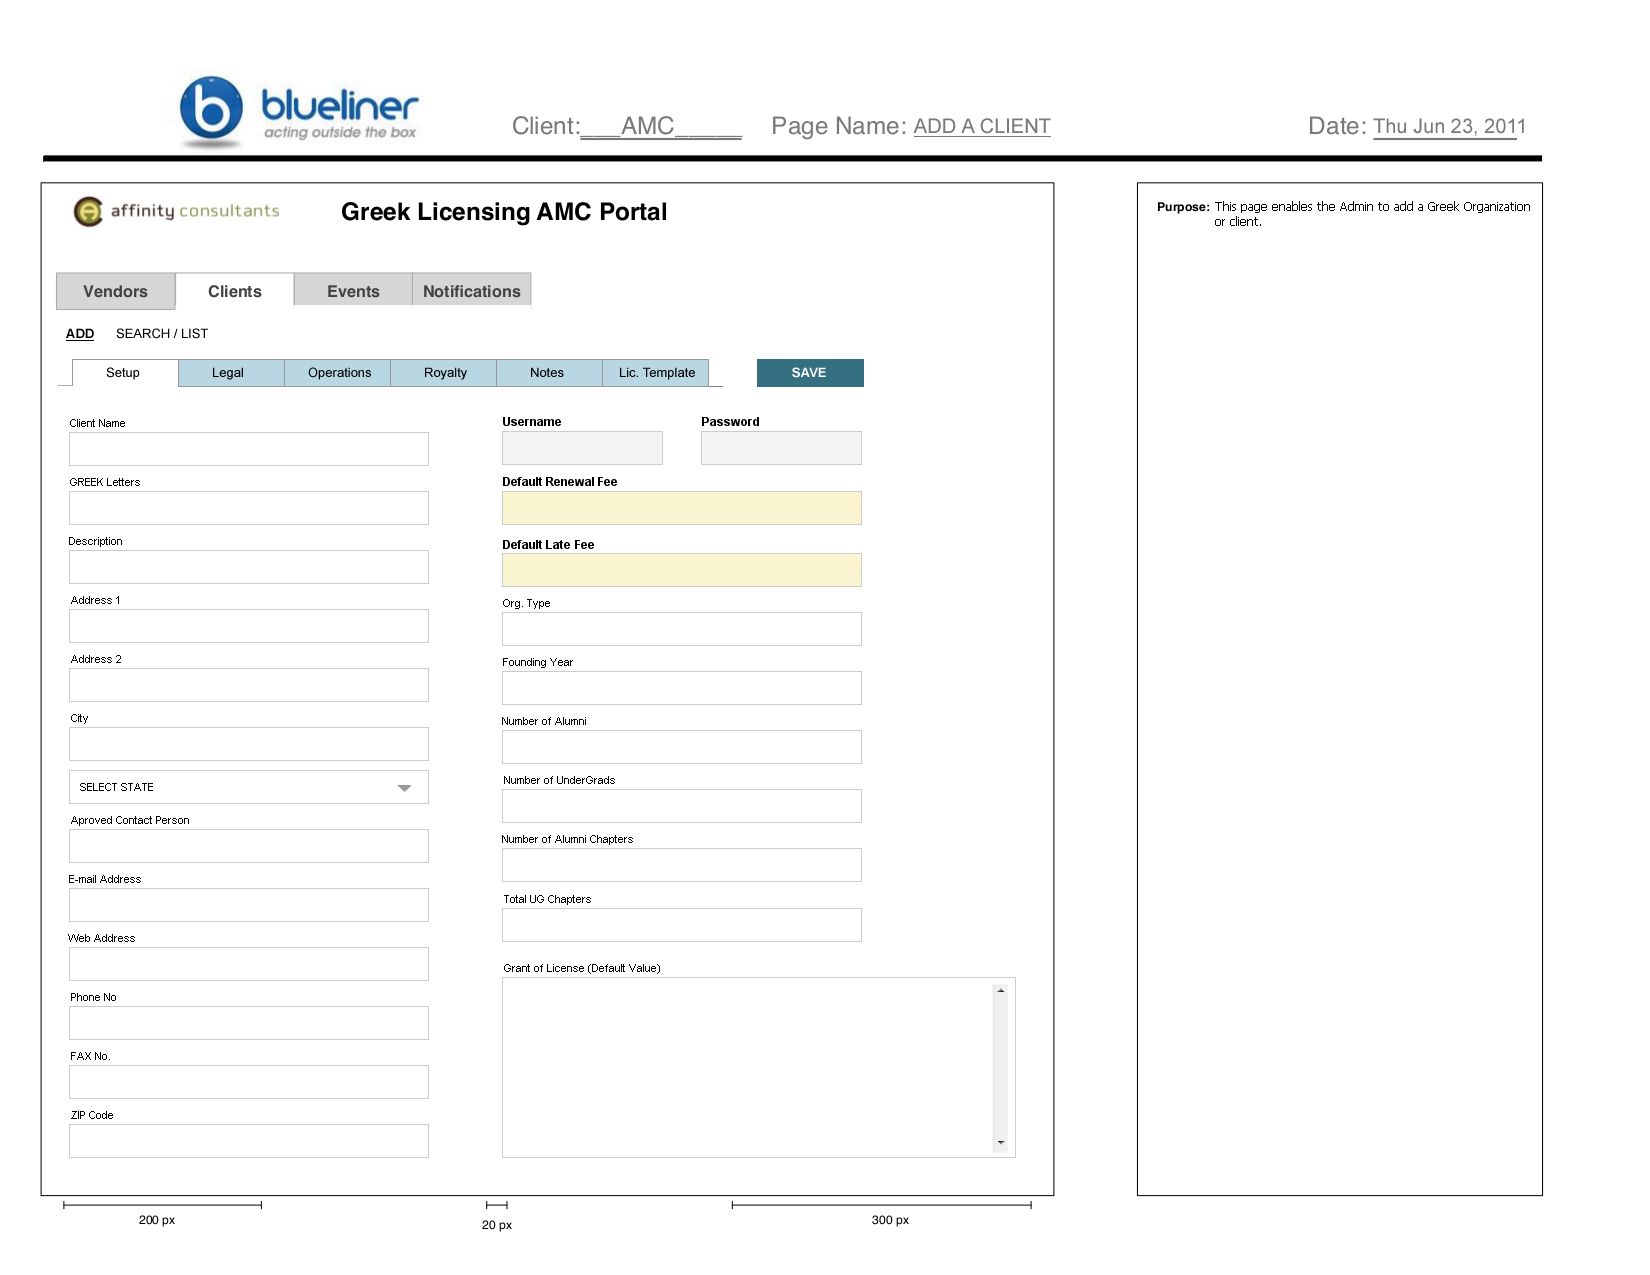 blueliner
acting outside the box
Client:___AMC_____ Page Name: ADD A CLIENT Date: Thu Jun 23, 2011
affinity consultants
Greek Licensing AMC Portal
Purpose: This page enables the Admin to add a Greek Organization
or client.
Vendors Clients Events Notifications
ADD SEARCH / LIST
Setup Legal Operations Royalty Notes Lic. Template SAVE
Client Name
GREEK Letters
Description
Address 1
Address 2
City
SELECT STATE
Aproved Contact Person
E-mail Address
Web Address
Phone No
FAX No.
ZIP Code
Username Password
Default Renewal Fee
Default Late Fee
Org. Type
Founding Year
Number of Alumni
Number of UnderGrads
Number of Alumni Chapters
Total UG Chapters
Grant of License (Default Value)
200 px 20 px 300 px